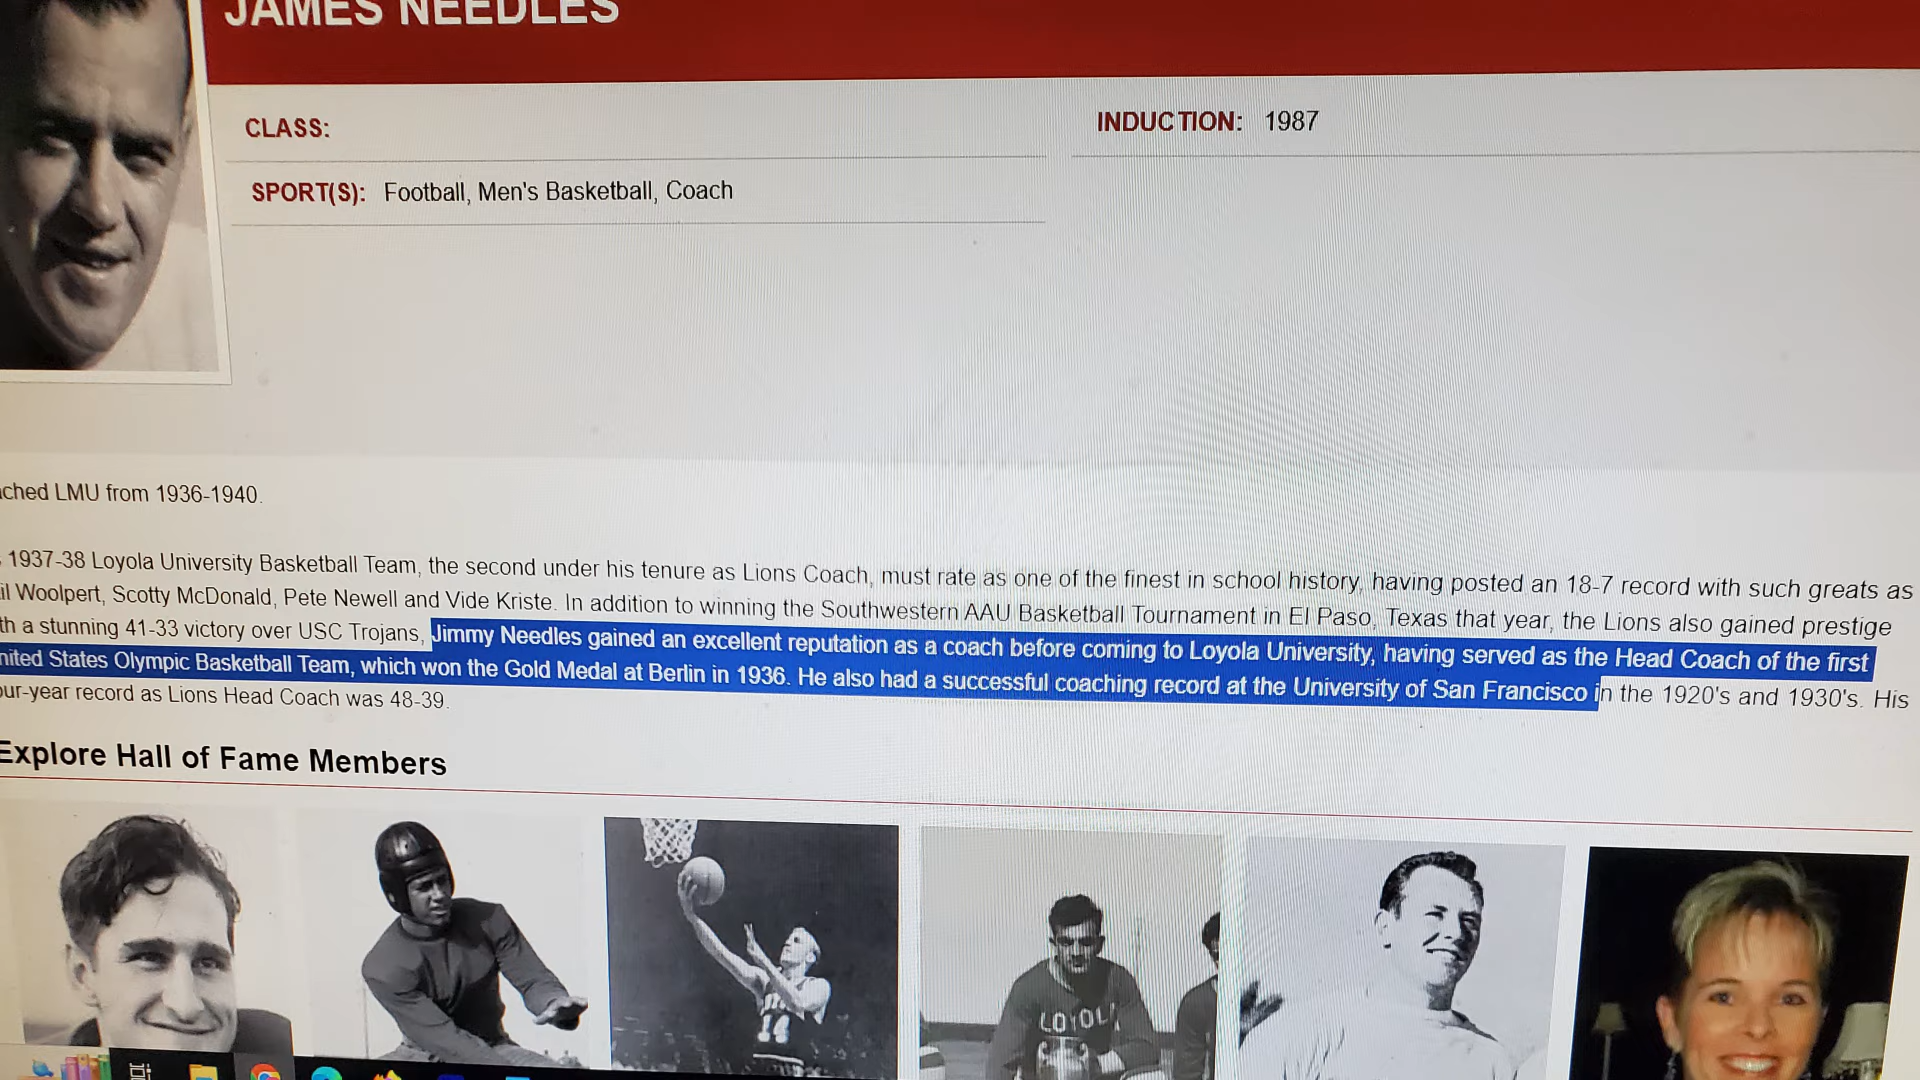 JAMES NEEDLES
CLASS:
INDUCTION: 1987
SPORT(S): Football, Men's Basketball, Coach
ched LMU from 1936-1940.
1937-38 Loyola University Basketball Team, the second under his tenure as Lions Coach, must rate as one of the finest in school history, having posted an 18-7 record with such greats as
il Woolpert, Scotty McDonald, Pete Newell and Vide Kriste. In addition to winning the Southwestern AAU Basketball Tournament in El Paso, Texas that year, the Lions also gained prestige
th a stunning 41-33 victory over USC Trojans, Jimmy Needles gained an excellent reputation as a coach before coming to Loyola University, having served as the Head Coach of the first
nited States Olympic Basketball Team, which won the Gold Medal at Berlin in 1936. He also had a successful coaching record at the University of San Francisco in the 1920's and 1930's. His
our-year record as Lions Head Coach was 48-39.
Explore Hall of Fame Members
14
LOYOL